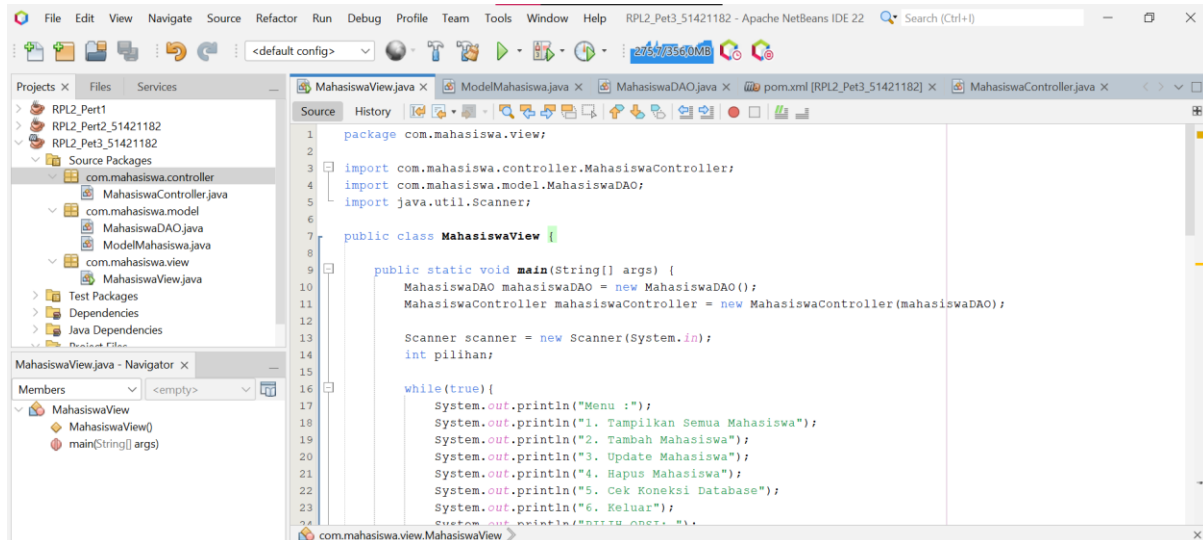 File Edit View Navigate Source Refactor Run Debug Profile Team Tools Window Help RPL2_Pet3_51421182 - Apache NetBeans IDE 22 Search (Ctrl+I)
<default config> 275,7/356,0MB
Projects Files Services
RPL2_Pert1
RPL2_Pert2_51421182
RPL2_Pet3_51421182
Source Packages
com.mahasiswa.controller
MahasiswaController.java
com.mahasiswa.model
MahasiswaDAO.java
ModelMahasiswa.java
com.mahasiswa.view
MahasiswaView.java
Test Packages
Dependencies
Java Dependencies
Project Files
MahasiswaView.java - Navigator
Members <empty>
MahasiswaView
MahasiswaView()
main(String[] args)
MahasiswaView.java ModelMahasiswa.java MahasiswaDAO.java pom.xml [RPL2_Pet3_51421182] MahasiswaController.java
Source History
1 package com.mahasiswa.view;
2
3 import com.mahasiswa.controller.MahasiswaController;
4 import com.mahasiswa.model.MahasiswaDAO;
5 import java.util.Scanner;
6
7 public class MahasiswaView {
8
9 public static void main(String[] args) {
10 MahasiswaDAO mahasiswaDAO = new MahasiswaDAO();
11 MahasiswaController mahasiswaController = new MahasiswaController(mahasiswaDAO);
12
13 Scanner scanner = new Scanner(System.in);
14 int pilihan;
15
16 while(true){
17 System.out.println("Menu :");
18 System.out.println("1. Tampilkan Semua Mahasiswa");
19 System.out.println("2. Tambah Mahasiswa");
20 System.out.println("3. Update Mahasiswa");
21 System.out.println("4. Hapus Mahasiswa");
22 System.out.println("5. Cek Koneksi Database");
23 System.out.println("6. Keluar");
24 System.out.println("PILIH OPSI: ");
com.mahasiswa.view.MahasiswaView